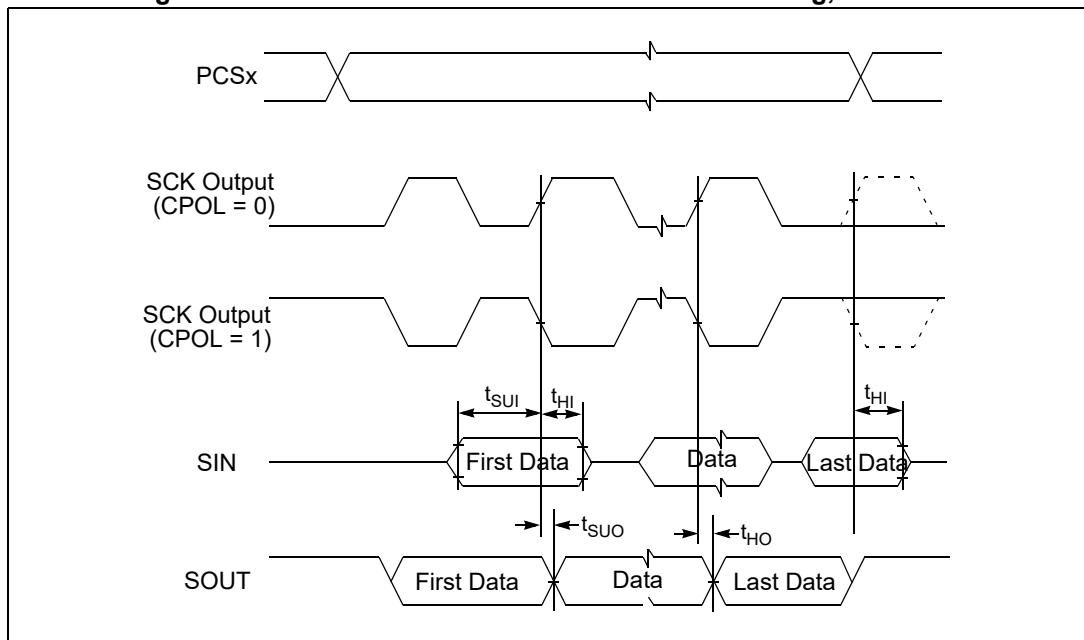 PCSx
SCK Output
(CPOL = 0)
SCK Output
(CPOL = 1)
tSUI
tHI
tHI
SIN
First Data
Data
Last Data
tSUO
tHO
SOUT
First Data
Data
Last Data